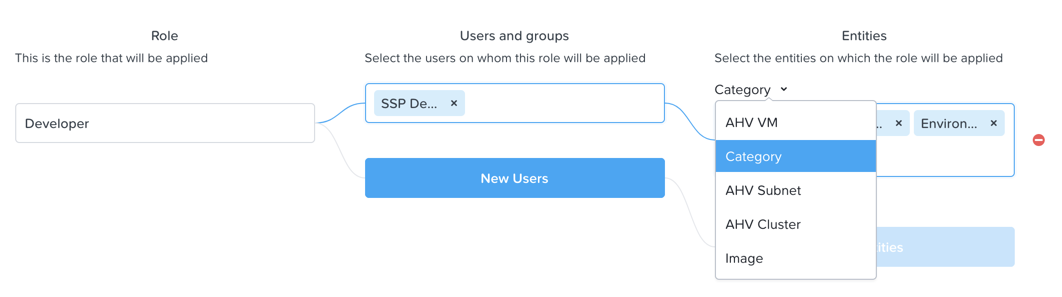 Role
This is the role that will be applied
Developer
Users and groups
Select the users on whom this role will be applied
SSP De... ×
New Users
Entities
Select the entities on which the role will be applied
Category
AHV VM
Category
AHV Subnet
AHV Cluster
Image
.. × Environ... ×
tities